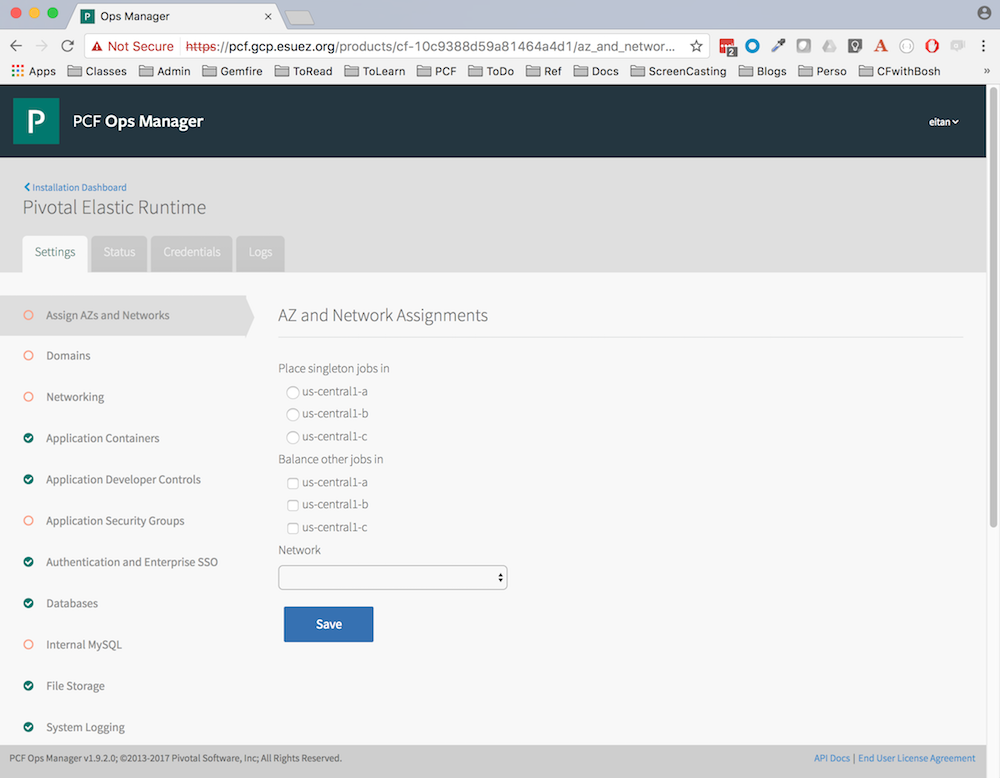 Ops Manager
Not Secure https://pcf.gcp.esuez.org/products/cf-10c9388d59a81464a4d1/az_and_networ...
2
Apps Classes Admin Gemfire ToRead ToLearn PCF ToDo Ref Docs ScreenCasting Blogs Perso CFwithBosh »
P PCF Ops Manager
eitan
Installation Dashboard
Pivotal Elastic Runtime
Settings Status Credentials Logs
Assign AZs and Networks
Domains
Networking
Application Containers
Application Developer Controls
Application Security Groups
Authentication and Enterprise SSO
Databases
Internal MySQL
File Storage
System Logging
AZ and Network Assignments
Place singleton jobs in
us-central1-a
us-central1-b
us-central1-c
Balance other jobs in
us-central1-a
us-central1-b
us-central1-c
Network
Save
PCF Ops Manager v1.9.2.0; ©2013-2017 Pivotal Software, Inc; All Rights Reserved.
API Docs | End User License Agreement